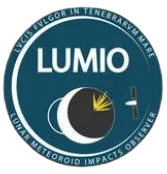 LVCIS FVLGOR IN TENEBRARVM MARE
LUMIO
LUNAR METEOROID IMPACTS OBSERVER